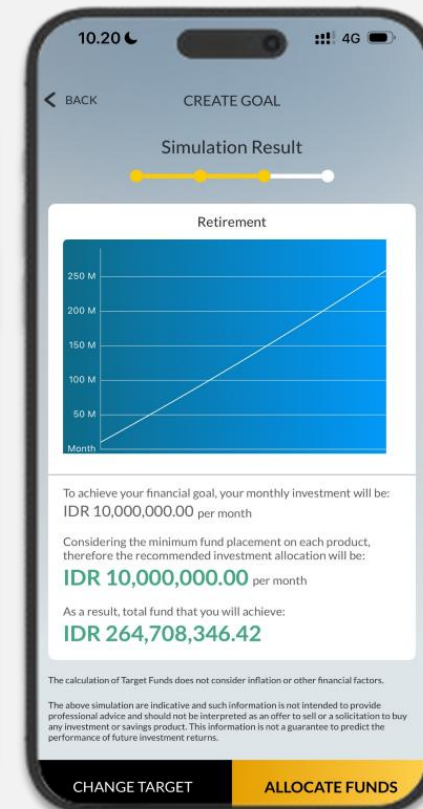 10.20 4G
BACK CREATE GOAL
Simulation Result
Retirement
250 M
200 M
150 M
100 M
50 M
Month
To achieve your financial goal, your monthly investment will be:
IDR 10,000,000.00 per month
Considering the minimum fund placement on each product,
therefore the recommended investment allocation will be:
IDR 10,000,000.00 per month
As a result, total fund that you will achieve:
IDR 264,708,346.42
The calculation of Target Funds does not consider inflation or other financial factors.
The above simulation are indicative and such information is not intended to provide
professional advice and should not be interpreted as an offer to sell or a solicitation to buy
any investment or savings product. This information is not a guarantee to predict the
performance of future investment returns.
CHANGE TARGET ALLOCATE FUNDS